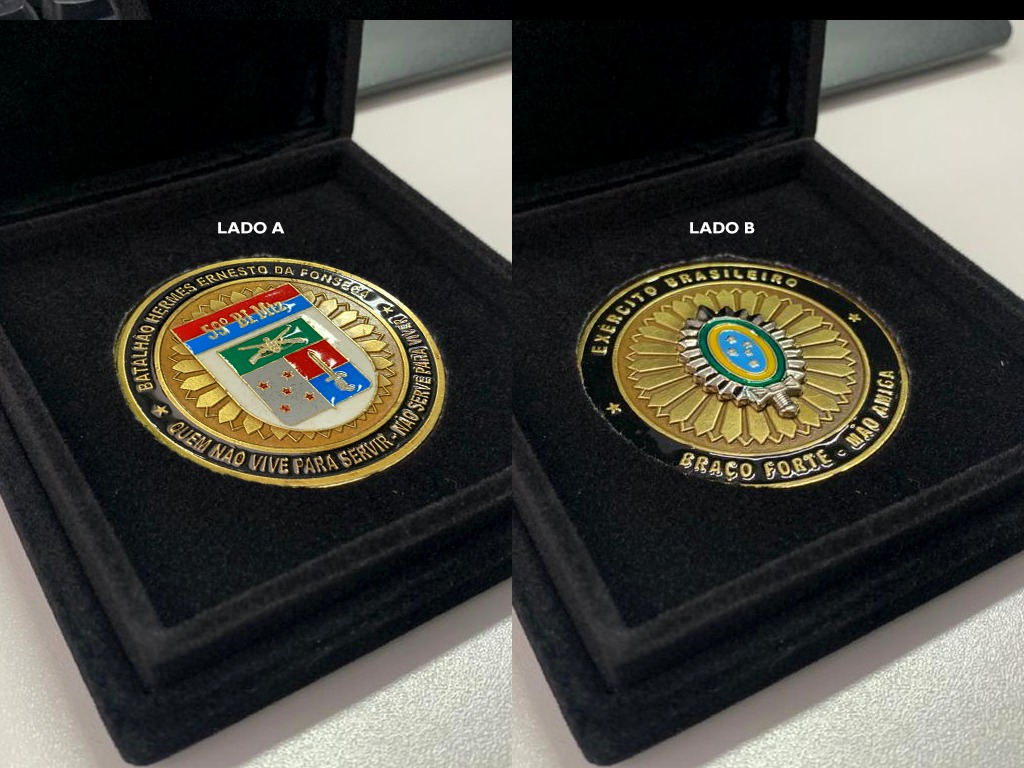 LADO A
BATALHÃO HERMES ERNESTO DA FONSECA
59º BI Mtz
QUEM NÃO VIVE PARA SERVIR - NÃO SERVE PARA VIVER
LADO B
EXÉRCITO BRASILEIRO
BRAÇO FORTE - MÃO AMIGA